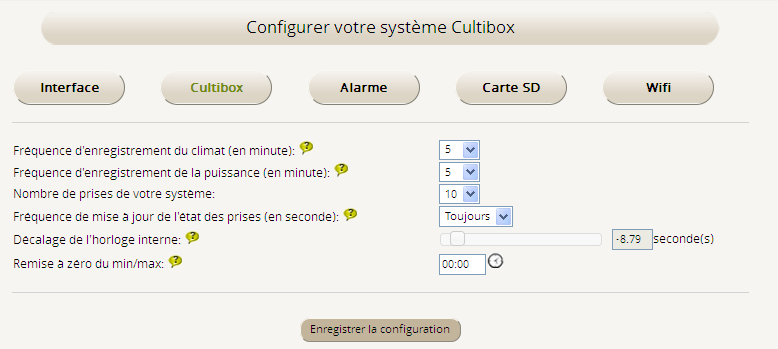 Configurer votre système Cultibox
Interface Cultibox Alarme Carte SD Wifi
Fréquence d'enregistrement du climat (en minute): ? 5
Fréquence d'enregistrement de la puissance (en minute): ? 5
Nombre de prises de votre système: 10
Fréquence de mise à jour de l'état des prises (en seconde): ? Toujours
Décalage de l'horloge interne: ? -8.79 seconde(s)
Remise à zéro du min/max: ? 00:00
Enregistrer la configuration